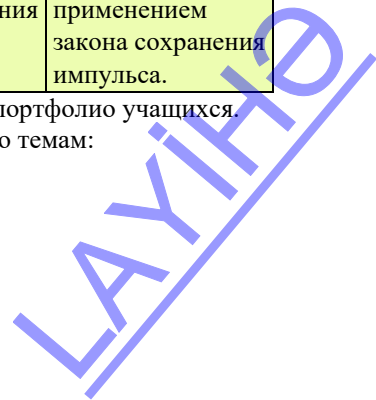 ния применением
закона сохранения
импульса.
портфолио учащихся.
о темам:
LAYİHƏ